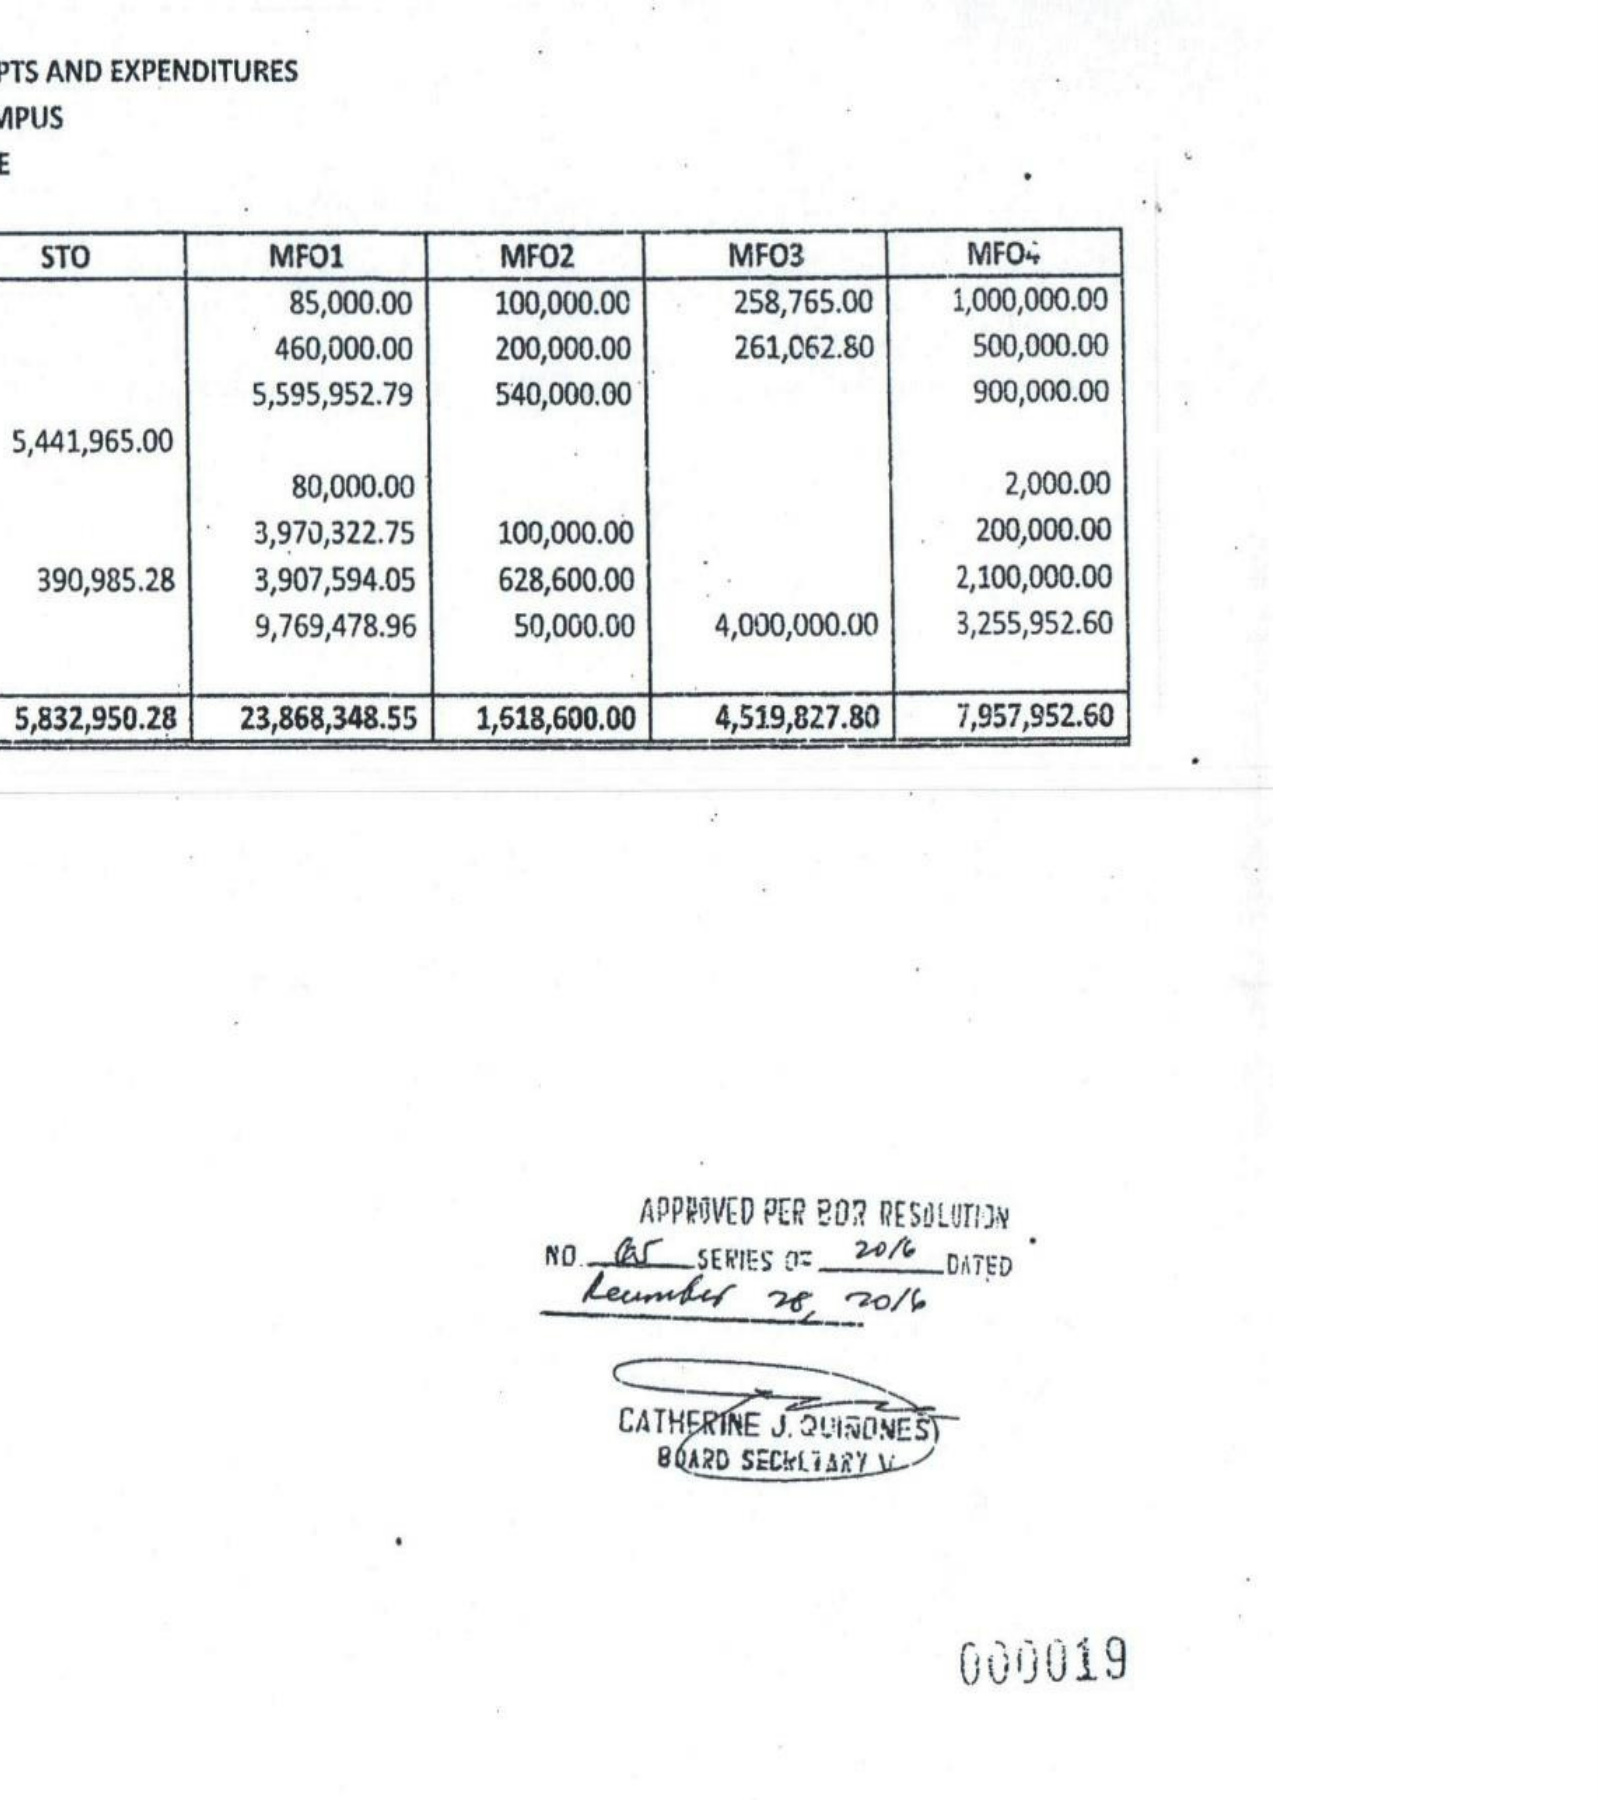 PTS AND EXPENDITURES
MPUS
E
STO MFO1 MFO2 MFO3 MFO4
85,000.00 100,000.00 258,765.00 1,000,000.00
460,000.00 200,000.00 261,062.80 500,000.00
5,595,952.79 540,000.00 900,000.00
5,441,965.00
80,000.00 2,000.00
3,970,322.75 100,000.00 200,000.00
390,985.28 3,907,594.05 628,600.00 2,100,000.00
9,769,478.96 50,000.00 4,000,000.00 3,255,952.60
5,832,950.28 23,868,348.55 1,618,600.00 4,519,827.80 7,957,952.60
APPROVED PER BOR RESOLUTION
NO. SERIES OF 2016 DATED
December 28, 2016
CATHERINE J. QUIÑONES
BOARD SECRETARY V
000019